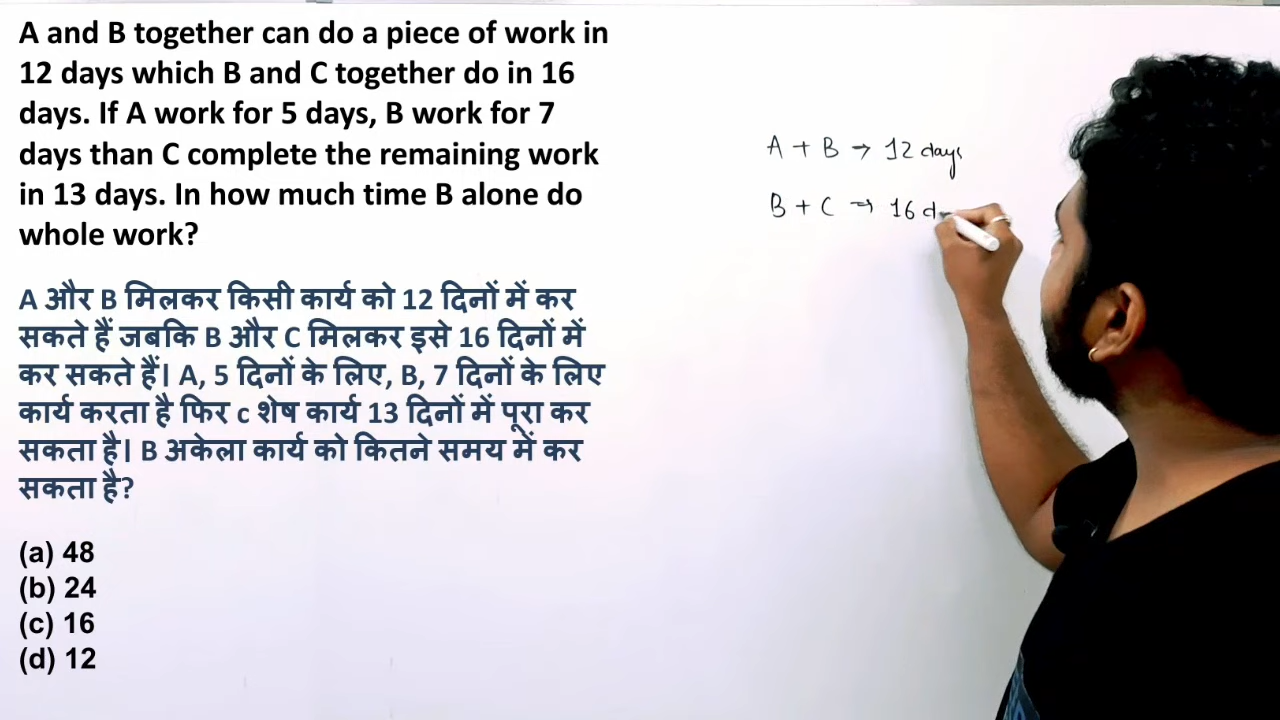 A and B together can do a piece of work in
12 days which B and C together do in 16
days. If A work for 5 days, B work for 7
days than C complete the remaining work
in 13 days. In how much time B alone do
whole work?
A और B मिलकर किसी कार्य को 12 दिनों में कर
सकते हैं जबकि B और C मिलकर इसे 16 दिनों में
कर सकते हैं। A, 5 दिनों के लिए, B, 7 दिनों के लिए
कार्य करता है फिर c शेष कार्य 13 दिनों में पूरा कर
सकता है। B अकेला कार्य को कितने समय में कर
सकता है?
(a) 48
(b) 24
(c) 16
(d) 12
A + B → 12 days
B + C → 16 d